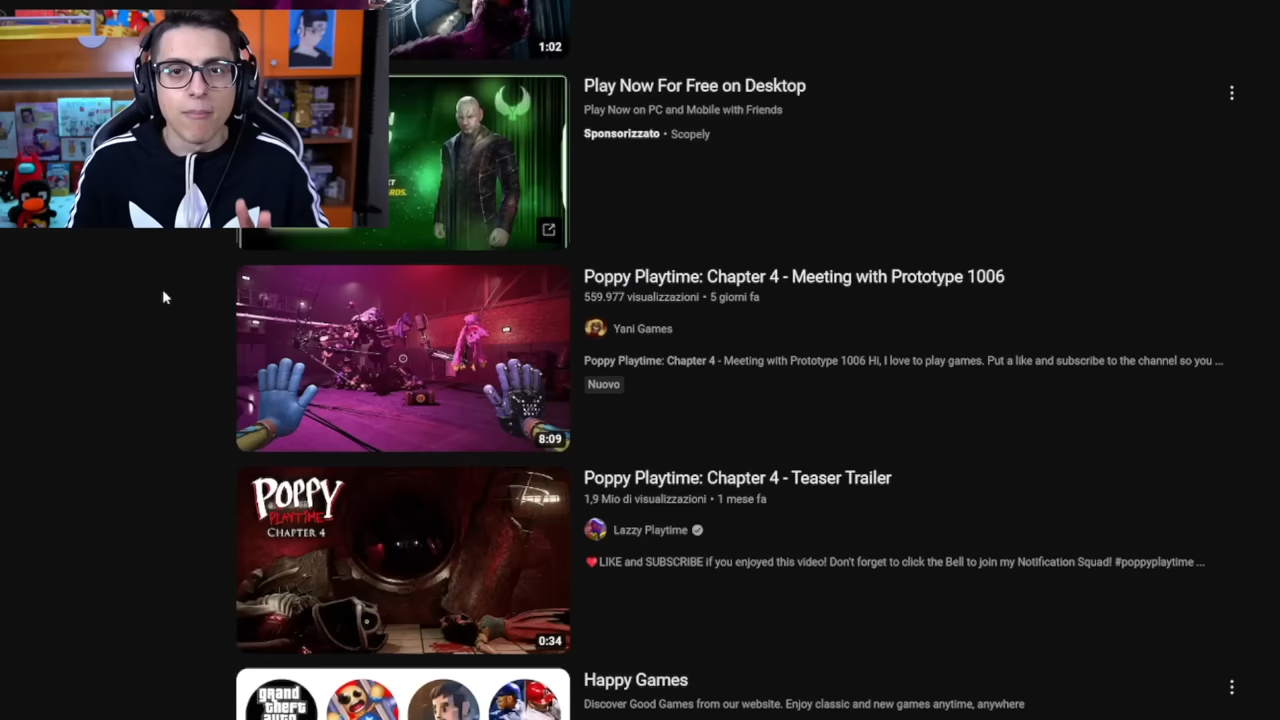 1:02
Play Now For Free on Desktop
Play Now on PC and Mobile with Friends
Sponsorizzato • Scopely
Poppy Playtime: Chapter 4 - Meeting with Prototype 1006
559.977 visualizzazioni • 5 giorni fa
Yani Games
Poppy Playtime: Chapter 4 - Meeting with Prototype 1006 Hi, I love to play games. Put a like and subscribe to the channel so you ...
Nuovo
8:09
Poppy Playtime: Chapter 4 - Teaser Trailer
1,9 Mio di visualizzazioni • 1 mese fa
Lazzy Playtime
❤️LIKE and SUBSCRIBE if you enjoyed this video! Don't forget to click the Bell to join my Notification Squad! #poppyplaytime ...
POPPY
PLAYTIME
CHAPTER 4
0:34
Happy Games
Discover Good Games from our website. Enjoy classic and new games anytime, anywhere
grand
theft